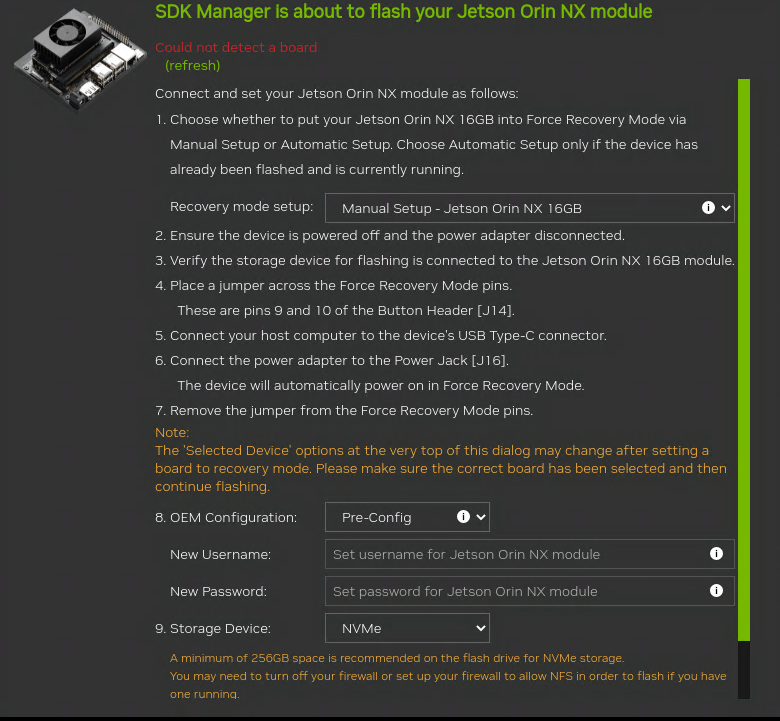 SDK Manager is about to flash your Jetson Orin NX module
Could not detect a board
(refresh)
Connect and set your Jetson Orin NX module as follows:
1. Choose whether to put your Jetson Orin NX 16GB into Force Recovery Mode via
Manual Setup or Automatic Setup. Choose Automatic Setup only if the device has
already been flashed and is currently running.
Recovery mode setup: Manual Setup - Jetson Orin NX 16GB
2. Ensure the device is powered off and the power adapter disconnected.
3. Verify the storage device for flashing is connected to the Jetson Orin NX 16GB module.
4. Place a jumper across the Force Recovery Mode pins.
These are pins 9 and 10 of the Button Header [J14].
5. Connect your host computer to the device's USB Type-C connector.
6. Connect the power adapter to the Power Jack [J16].
The device will automatically power on in Force Recovery Mode.
7. Remove the jumper from the Force Recovery Mode pins.
Note:
The 'Selected Device' options at the very top of this dialog may change after setting a
board to recovery mode. Please make sure the correct board has been selected and then
continue flashing.
8. OEM Configuration: Pre-Config
New Username: Set username for Jetson Orin NX module
New Password: Set password for Jetson Orin NX module
9. Storage Device: NVMe
A minimum of 256GB space is recommended on the flash drive for NVMe storage.
You may need to turn off your firewall or set up your firewall to allow NFS in order to flash if you have
one running.